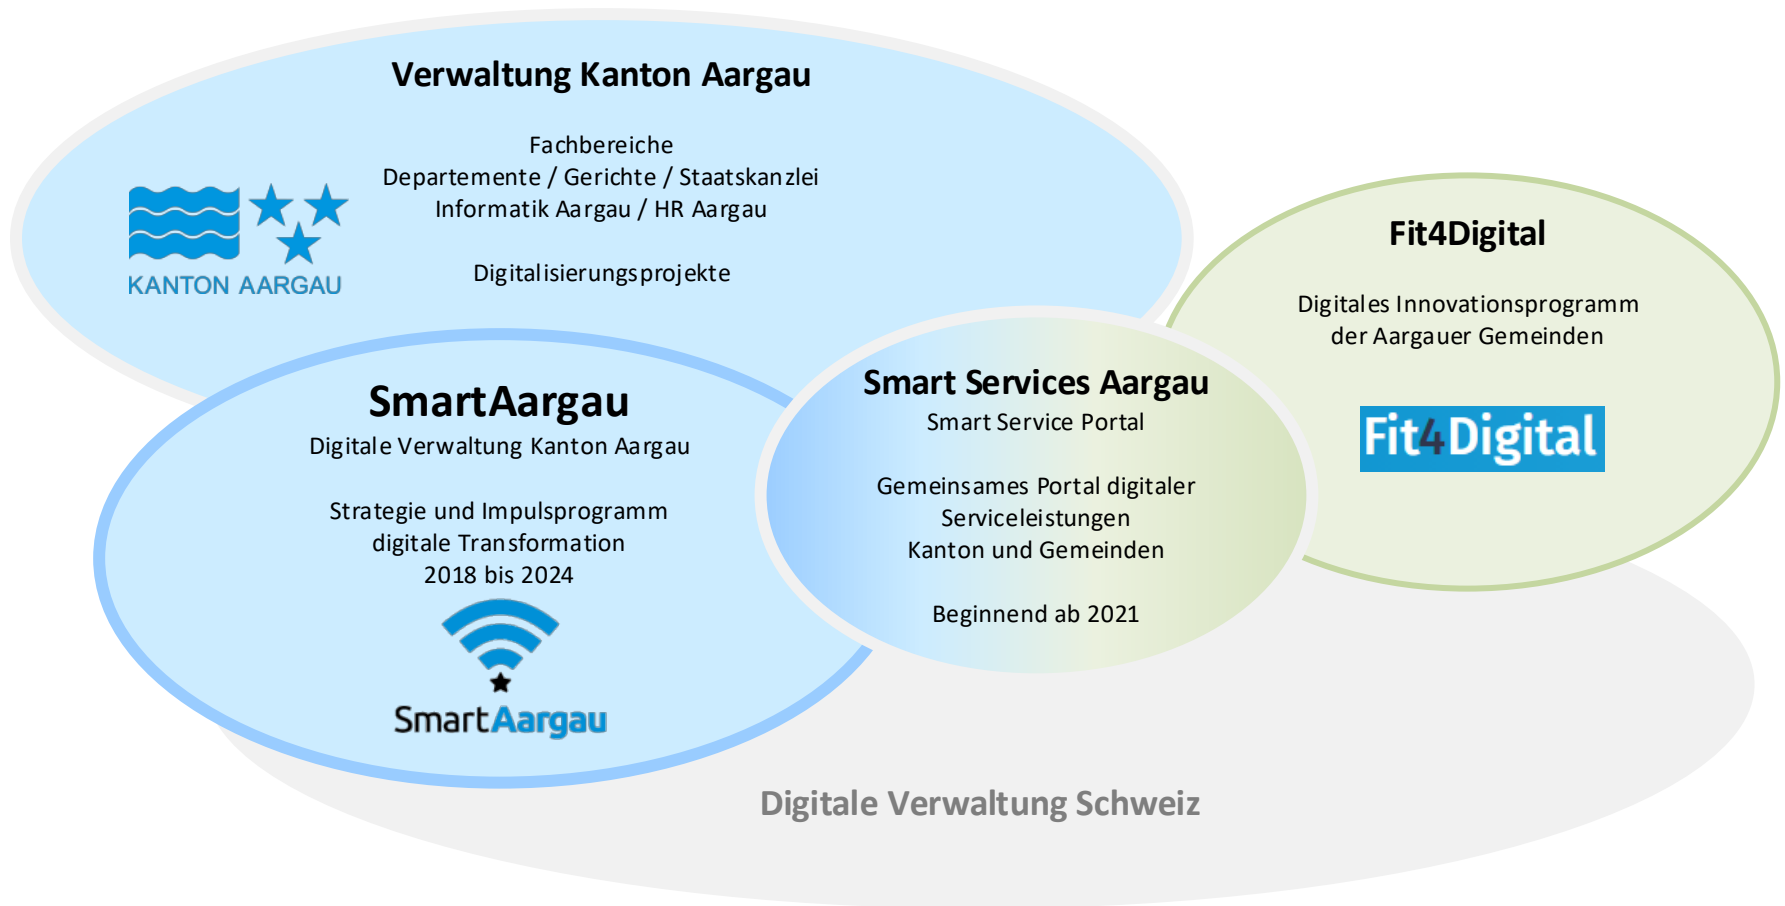 Verwaltung Kanton Aargau
Fachbereiche
Departemente / Gerichte / Staatskanzlei
Informatik Aargau / HR Aargau
Digitalisierungsprojekte
KANTON AARGAU
SmartAargau
Digitale Verwaltung Kanton Aargau
Strategie und Impulsprogramm
digitale Transformation
2018 bis 2024
SmartAargau
Smart Services Aargau
Smart Service Portal
Gemeinsames Portal digitaler
Serviceleistungen
Kanton und Gemeinden
Beginnend ab 2021
Fit4Digital
Digitales Innovationsprogramm
der Aargauer Gemeinden
Fit4Digital
Digitale Verwaltung Schweiz